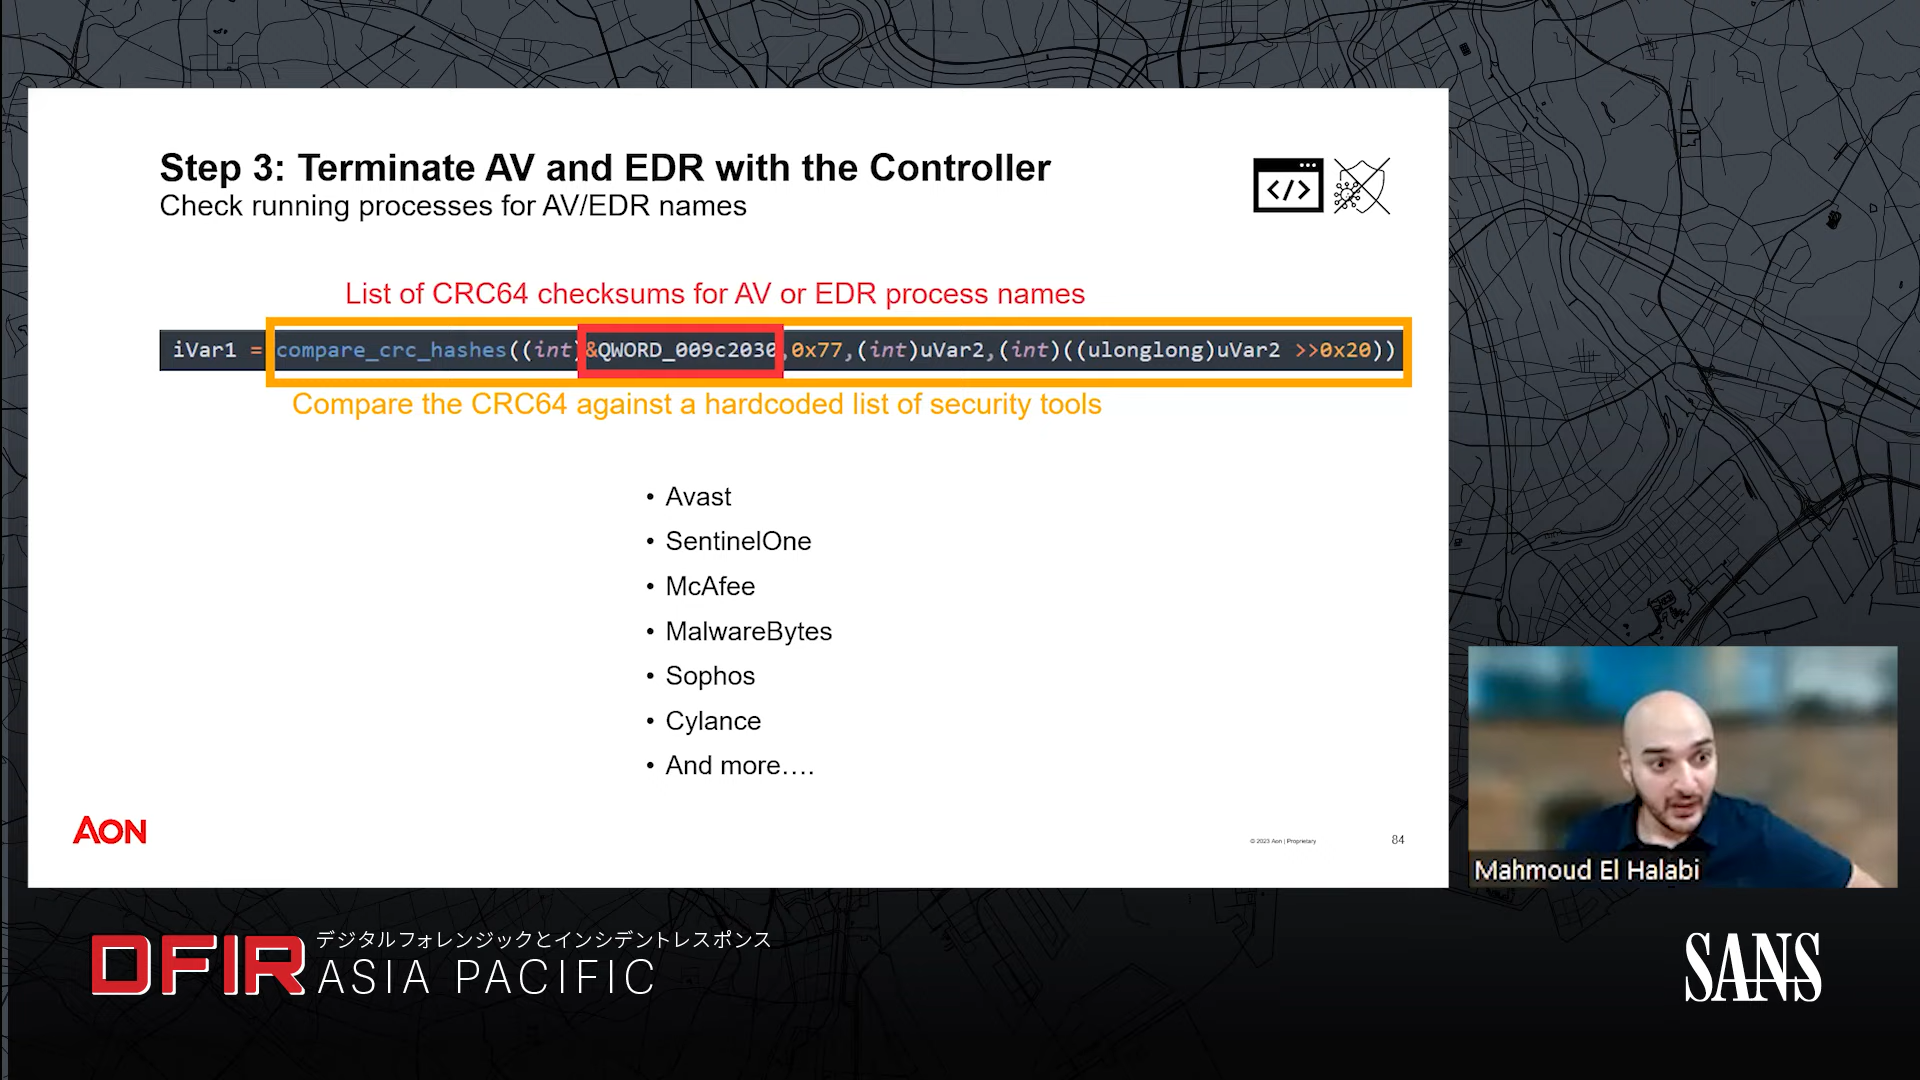 Step 3: Terminate AV and EDR with the Controller
Check running processes for AV/EDR names
</>
List of CRC64 checksums for AV or EDR process names
iVar1 = compare_crc_hashes((int)&QWORD_009c2030,0x77,(int)uVar2,(int)((ulonglong)uVar2 >>0x20))
Compare the CRC64 against a hardcoded list of security tools
• Avast
• SentinelOne
• McAfee
• MalwareBytes
• Sophos
• Cylance
• And more….
AON
© 2023 Aon | Proprietary
84
Mahmoud El Halabi
DFIR
デジタルフォレンジックとインシデントレスポンス
ASIA PACIFIC
SANS